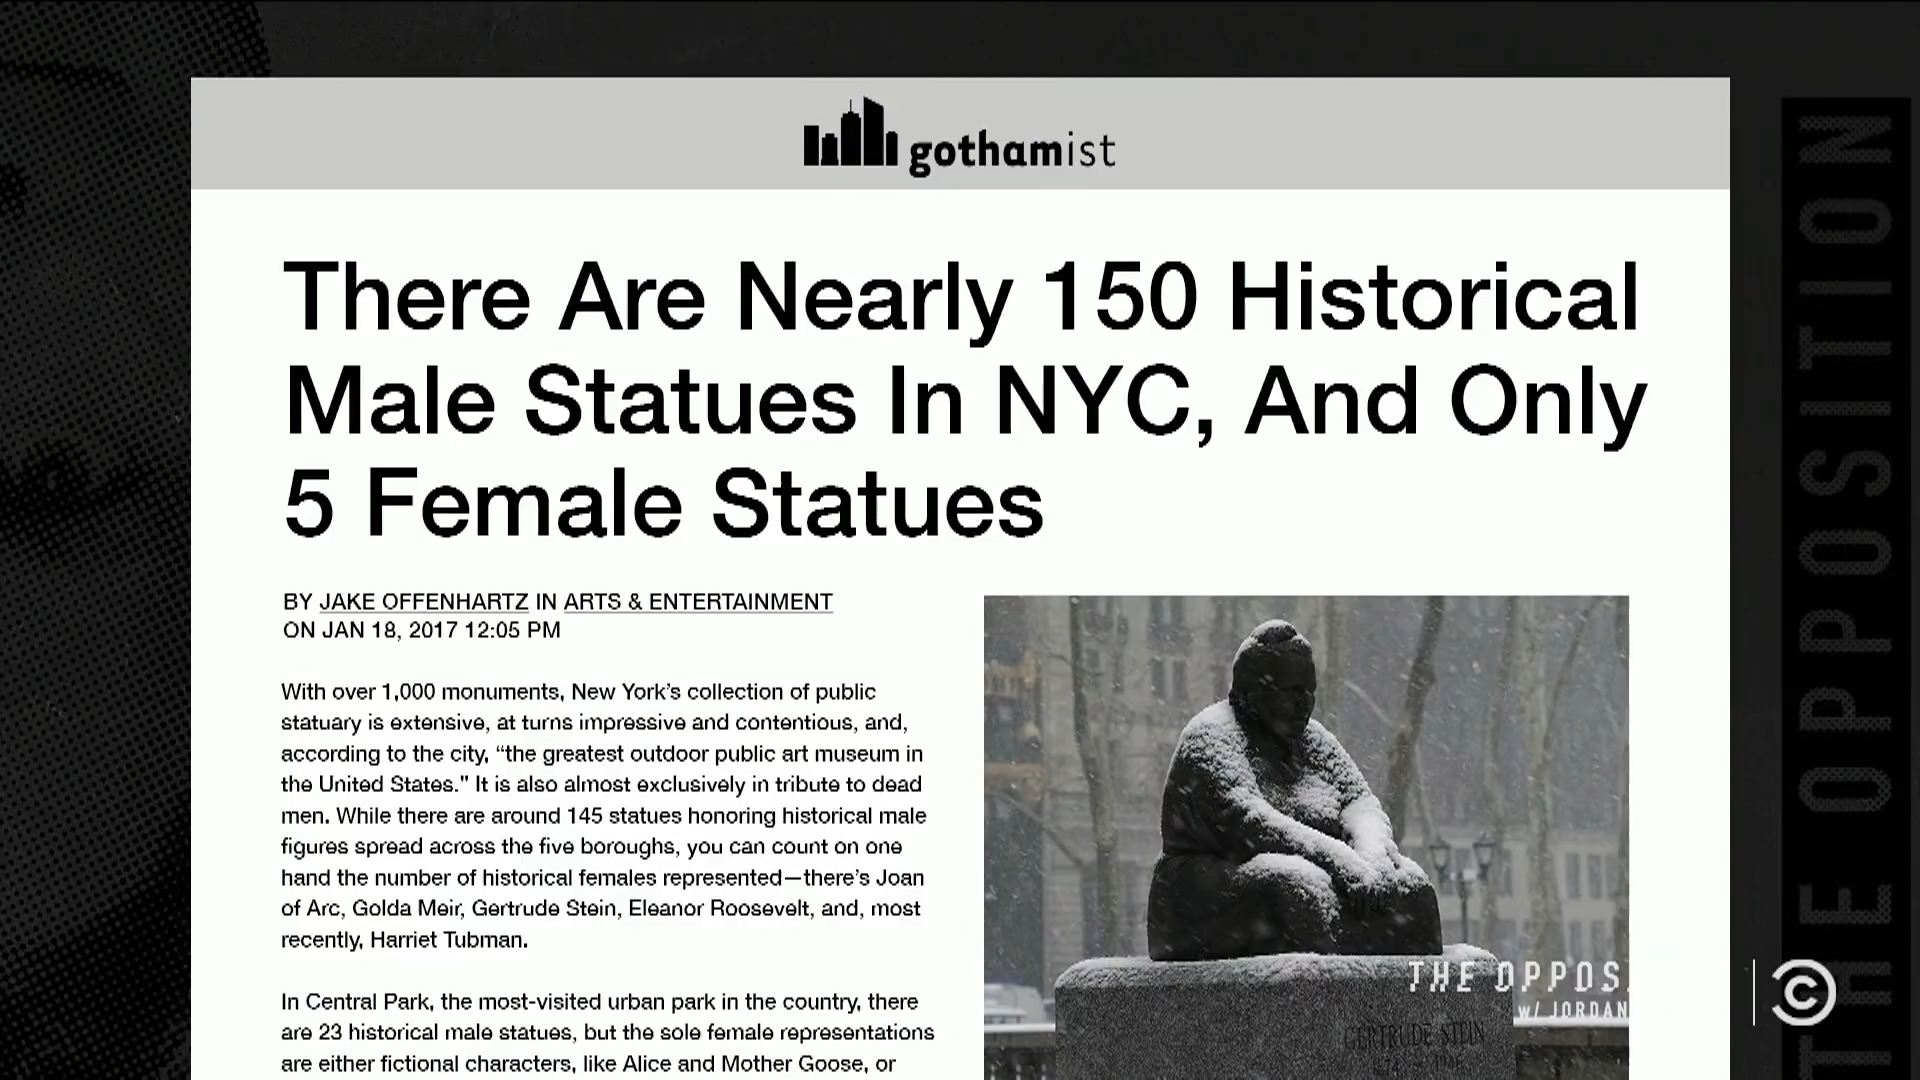 gothamist
There Are Nearly 150 Historical
Male Statues In NYC, And Only
5 Female Statues
BY JAKE OFFENHARTZ IN ARTS & ENTERTAINMENT
ON JAN 18, 2017 12:05 PM
With over 1,000 monuments, New York’s collection of public
statuary is extensive, at turns impressive and contentious, and,
according to the city, “the greatest outdoor public art museum in
the United States." It is also almost exclusively in tribute to dead
men. While there are around 145 statues honoring historical male
figures spread across the five boroughs, you can count on one
hand the number of historical females represented—there’s Joan
of Arc, Golda Meir, Gertrude Stein, Eleanor Roosevelt, and, most
recently, Harriet Tubman.
In Central Park, the most-visited urban park in the country, there
are 23 historical male statues, but the sole female representations
are either fictional characters, like Alice and Mother Goose, or
GERTRUDE STEIN
THE OPPOS
w/ JORDAN
THE OPPOSITION